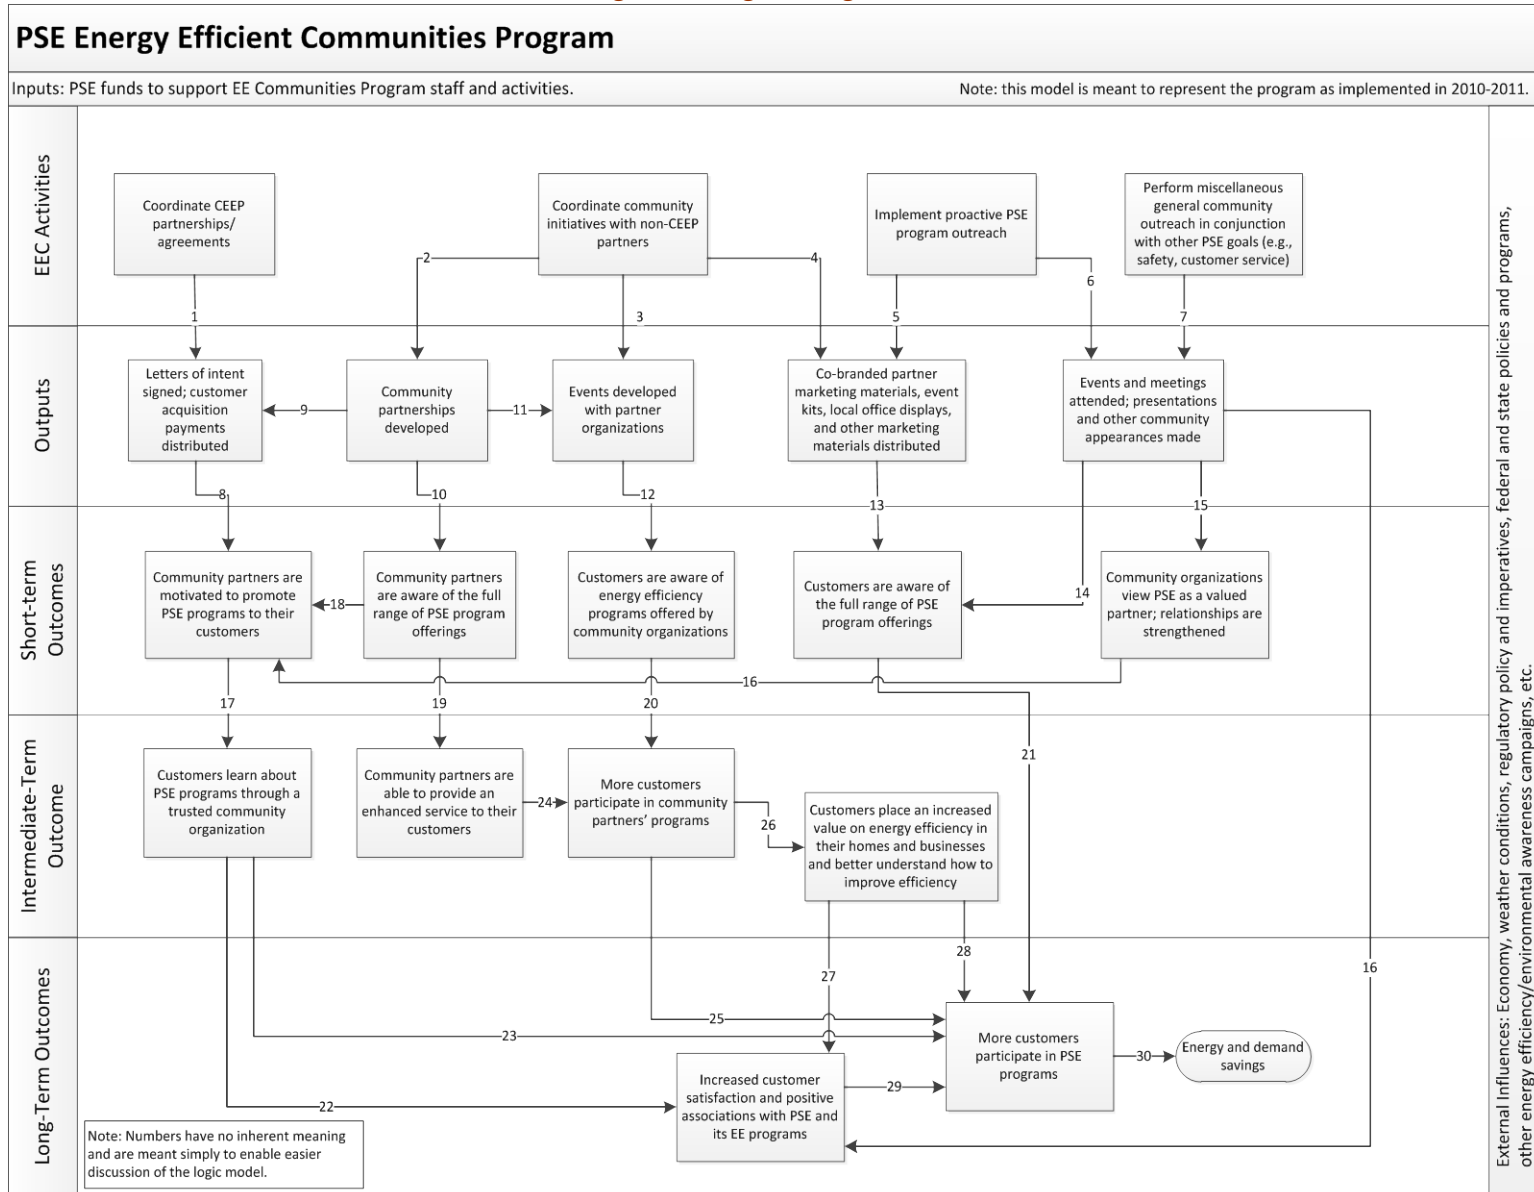 PSE Energy Efficient Communities Program
Inputs: PSE funds to support EE Communities Program staff and activities.
Note: this model is meant to represent the program as implemented in 2010-2011.
EEC Activities
Coordinate CEEP
partnerships/
agreements
Coordinate community
initiatives with non-CEEP
partners
Implement proactive PSE
program outreach
Perform miscellaneous
general community
outreach in conjunction
with other PSE goals (e.g.,
safety, customer service)
2
4
6
1
3
5
7
Outputs
Letters of intent
signed; customer
acquisition
payments
distributed
9
Community
partnerships
developed
11
Events developed
with partner
organizations
Co-branded partner
marketing materials, event
kits, local office displays,
and other marketing
materials distributed
Events and meetings
attended; presentations
and other community
appearances made
8
10
12
13
15
Short-term
Outcomes
Community partners are
motivated to promote
PSE programs to their
customers
18
Community partners
are aware of the full
range of PSE program
offerings
Customers are aware of
energy efficiency
programs offered by
community organizations
Customers are aware of
the full range of PSE
program offerings
14
Community organizations
view PSE as a valued
partner; relationships are
strengthened
16
17
19
20
21
Intermediate-Term
Outcome
Customers learn about
PSE programs through a
trusted community
organization
Community partners are
able to provide an
enhanced service to their
customers
24
More customers
participate in community
partners’ programs
26
Customers place an increased
value on energy efficiency in
their homes and businesses
and better understand how to
improve efficiency
Long-Term Outcomes
28
27
16
25
23
22
More customers
participate in PSE
programs
30
Energy and demand
savings
Increased customer
satisfaction and positive
associations with PSE and
its EE programs
29
Note: Numbers have no inherent meaning
and are meant simply to enable easier
discussion of the logic model.
External Influences: Economy, weather conditions, regulatory policy and imperatives, federal and state policies and programs,
other energy efficiency/environmental awareness campaigns, etc.